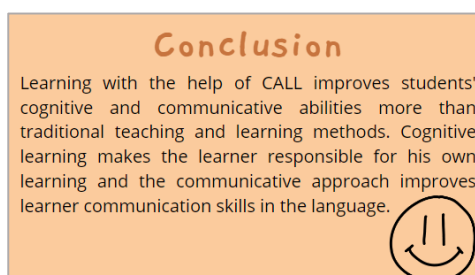 Conclusion
Learning with the help of CALL improves students'
cognitive and communicative abilities more than
traditional teaching and learning methods. Cognitive
learning makes the learner responsible for his own
learning and the communicative approach improves
learner communication skills in the language.